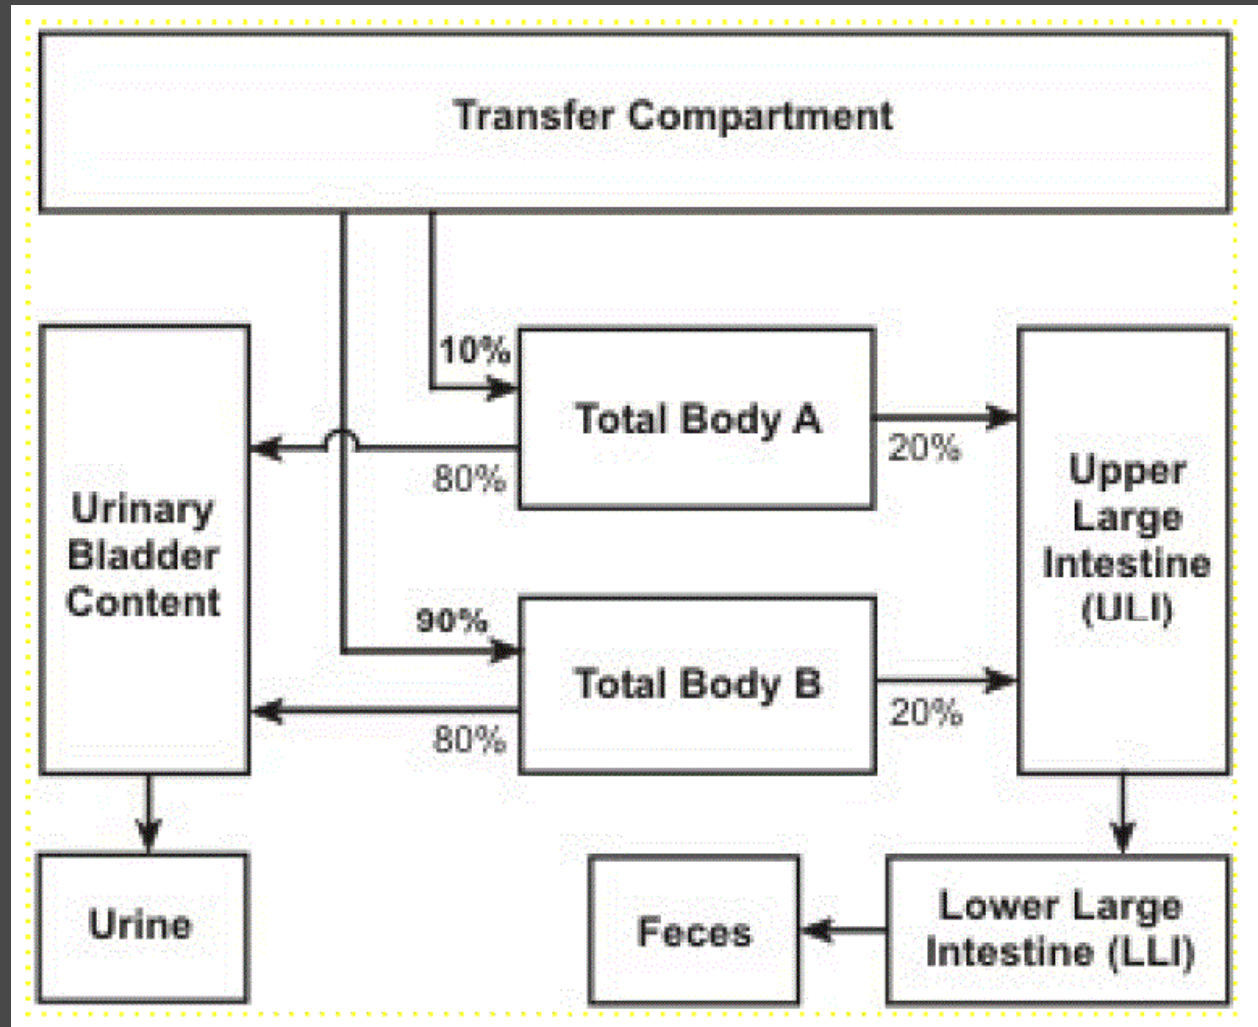 Transfer Compartment
10%
Total Body A
20%
80%
Urinary
Bladder
Content
Upper
Large
Intestine
(ULI)
90%
Total Body B
20%
80%
Urine
Feces
Lower Large
Intestine (LLI)